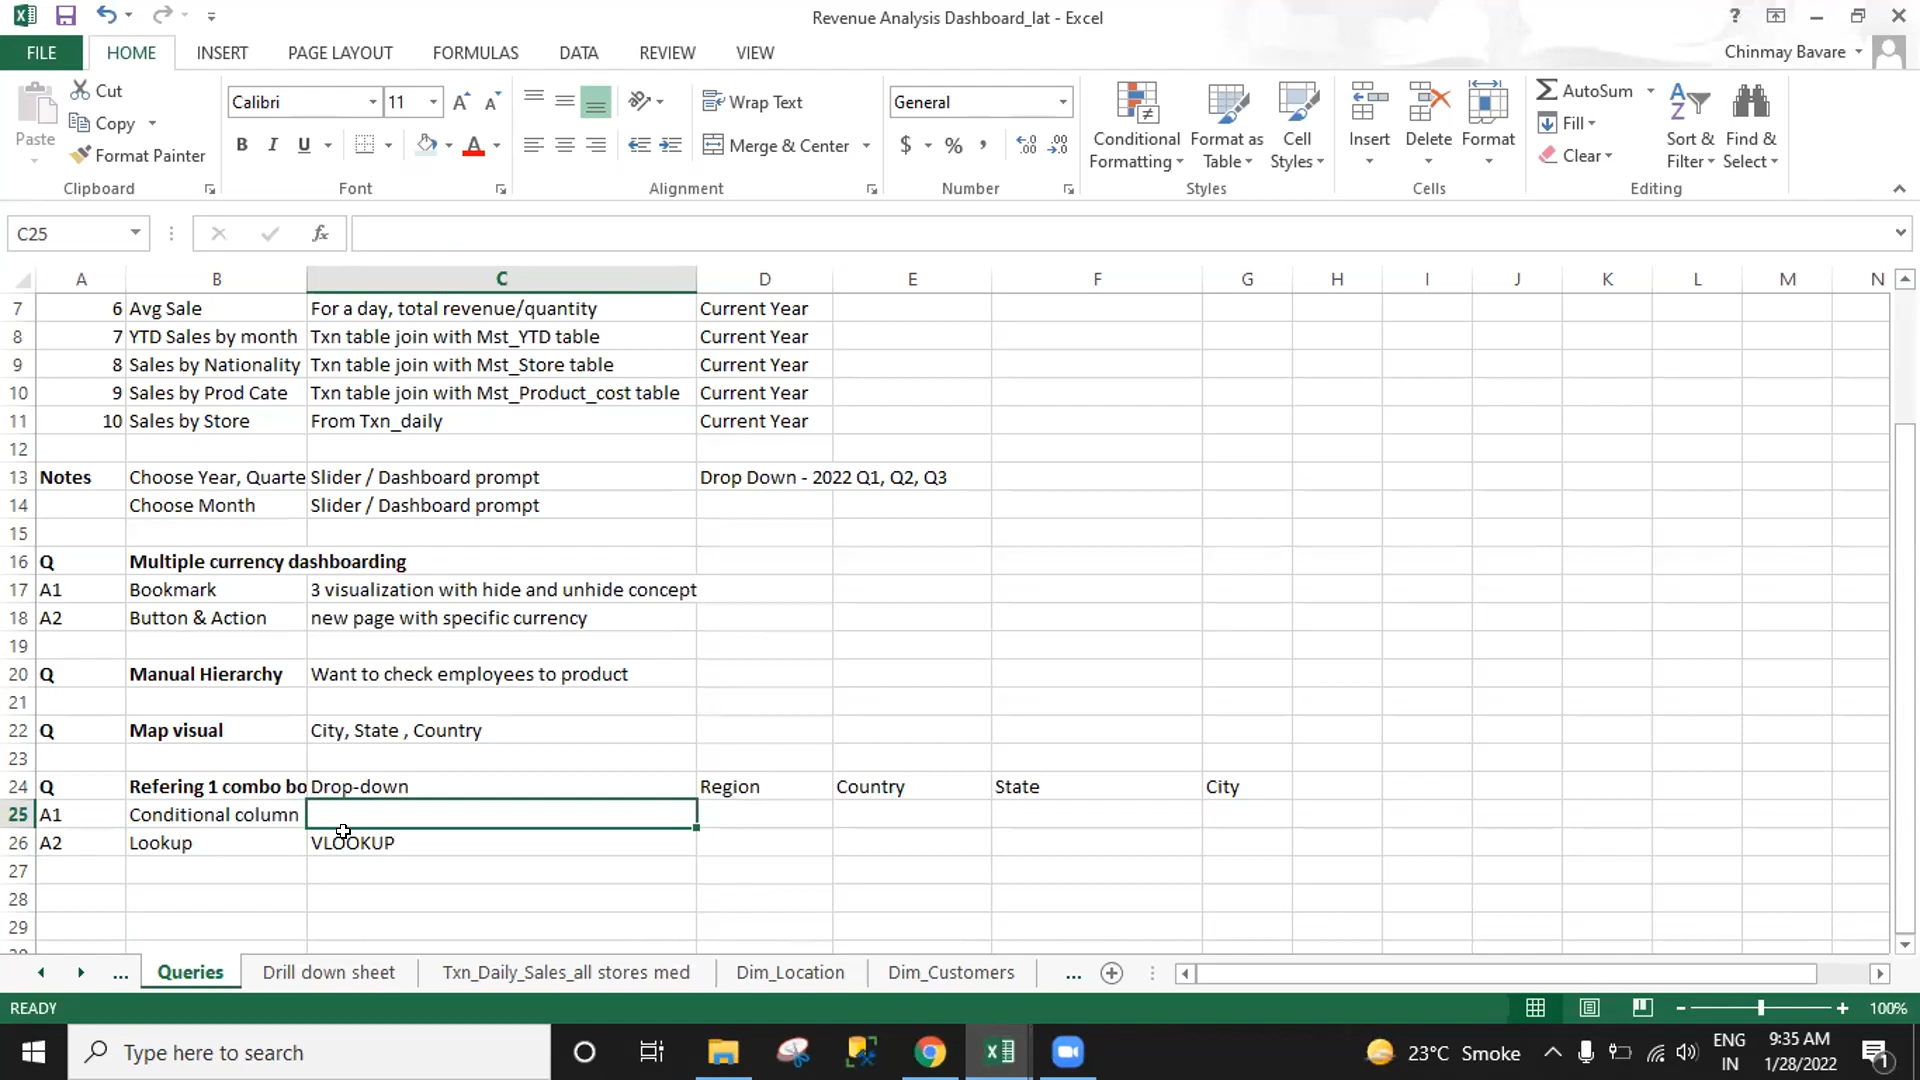 Revenue Analysis Dashboard_lat - Excel
?
FILE HOME INSERT PAGE LAYOUT FORMULAS DATA REVIEW VIEW Chinmay Bavare
Paste
Cut
Copy
Format Painter
Clipboard
Calibri 11
B I U A
Font
Wrap Text
Merge & Center
Alignment
General
$ % ,
Number
Conditional Formatting
Format as Table
Cell Styles
Styles
Insert Delete Format
Cells
AutoSum
Fill
Clear
Sort & Filter
Find & Select
Editing
C25 fx
A B C D E F G H I J K L M N
7 6 Avg Sale For a day, total revenue/quantity Current Year
8 7 YTD Sales by month Txn table join with Mst_YTD table Current Year
9 8 Sales by Nationality Txn table join with Mst_Store table Current Year
10 9 Sales by Prod Cate Txn table join with Mst_Product_cost table Current Year
11 10 Sales by Store From Txn_daily Current Year
12
13 Notes Choose Year, Quarte Slider / Dashboard prompt Drop Down - 2022 Q1, Q2, Q3
14 Choose Month Slider / Dashboard prompt
15
16 Q Multiple currency dashboarding
17 A1 Bookmark 3 visualization with hide and unhide concept
18 A2 Button & Action new page with specific currency
19
20 Q Manual Hierarchy Want to check employees to product
21
22 Q Map visual City, State , Country
23
24 Q Refering 1 combo bo Drop-down Region Country State City
25 A1 Conditional column
26 A2 Lookup VLOOKUP
27
28
29
... Queries Drill down sheet Txn_Daily_Sales_all stores med Dim_Location Dim_Customers ...
READY 100%
Type here to search
23°C Smoke
ENG
IN
9:35 AM
1/28/2022
1